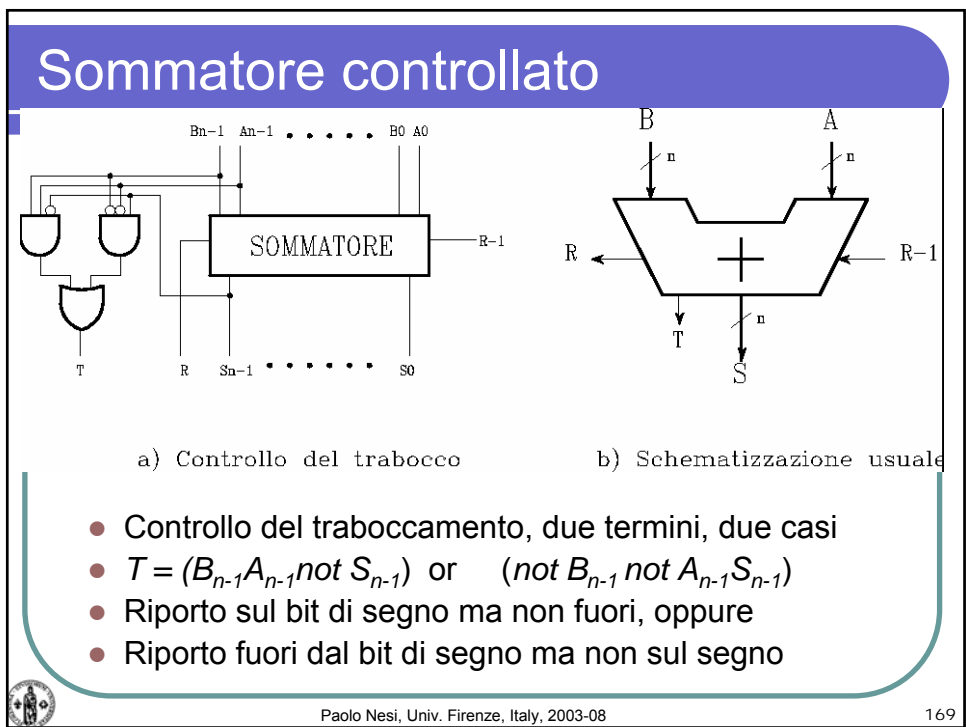 Sommatore controllato
Bn-1 An-1 B0 A0
SOMMATORE
R-1
T R Sn-1 S0
a) Controllo del trabocco
B A
n n
R R-1
n
T
S
b) Schematizzazione usuale
Controllo del traboccamento, due termini, due casi
T = (Bn-1An-1not Sn-1) or (not Bn-1 not An-1Sn-1)
Riporto sul bit di segno ma non fuori, oppure
Riporto fuori dal bit di segno ma non sul segno
Paolo Nesi, Univ. Firenze, Italy, 2003-08
169